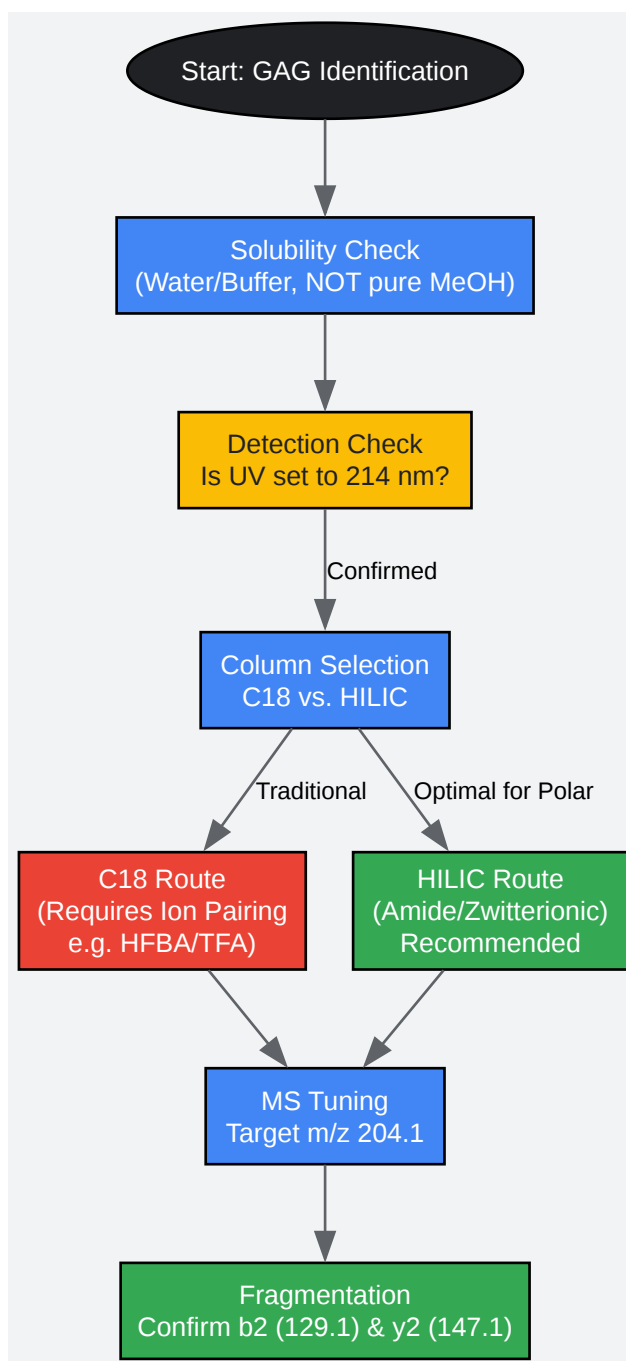 Start: GAG Identification
Solubility Check
(Water/Buffer, NOT pure MeOH)
Detection Check
Is UV set to 214 nm?
Confirmed
Column Selection
C18 vs. HILIC
Traditional
Optimal for Polar
C18 Route
(Requires Ion Pairing
e.g. HFBA/TFA)
HILIC Route
(Amide/Zwitterionic)
Recommended
MS Tuning
Target m/z 204.1
Fragmentation
Confirm b2 (129.1) & y2 (147.1)